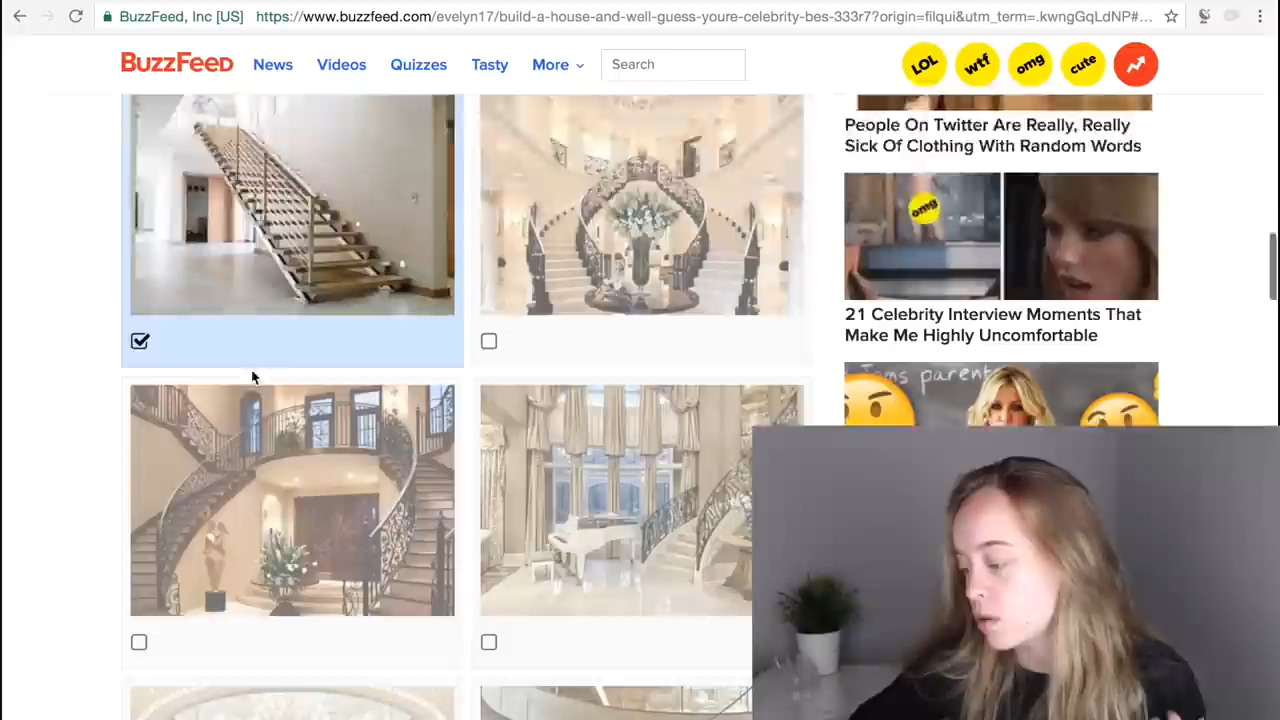 BuzzFeed, Inc [US]
https://www.buzzfeed.com/evelyn17/build-a-house-and-well-guess-youre-celebrity-bes-333r7?origin=filqui&utm_term=.kwngGqLdNP#...
BuzzFeed
News
Videos
Quizzes
Tasty
More
Search
LOL
wtf
omg
cute
People On Twitter Are Really, Really
Sick Of Clothing With Random Words
omg
21 Celebrity Interview Moments That
Make Me Highly Uncomfortable
Toms parent